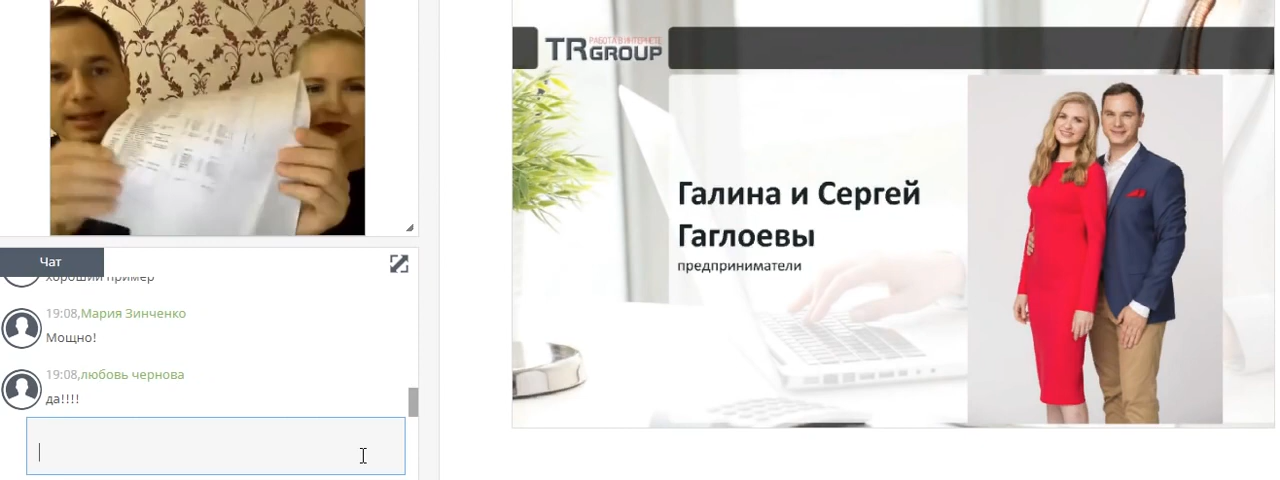 Чат
хороший пример
19:08,Мария Зинченко
Мощно!
19:08,любовь чернова
да!!!!
TR GROUP
РАБОТА В ИНТЕРНЕТЕ
Галина и Сергей
Гаглоевы
предприниматели